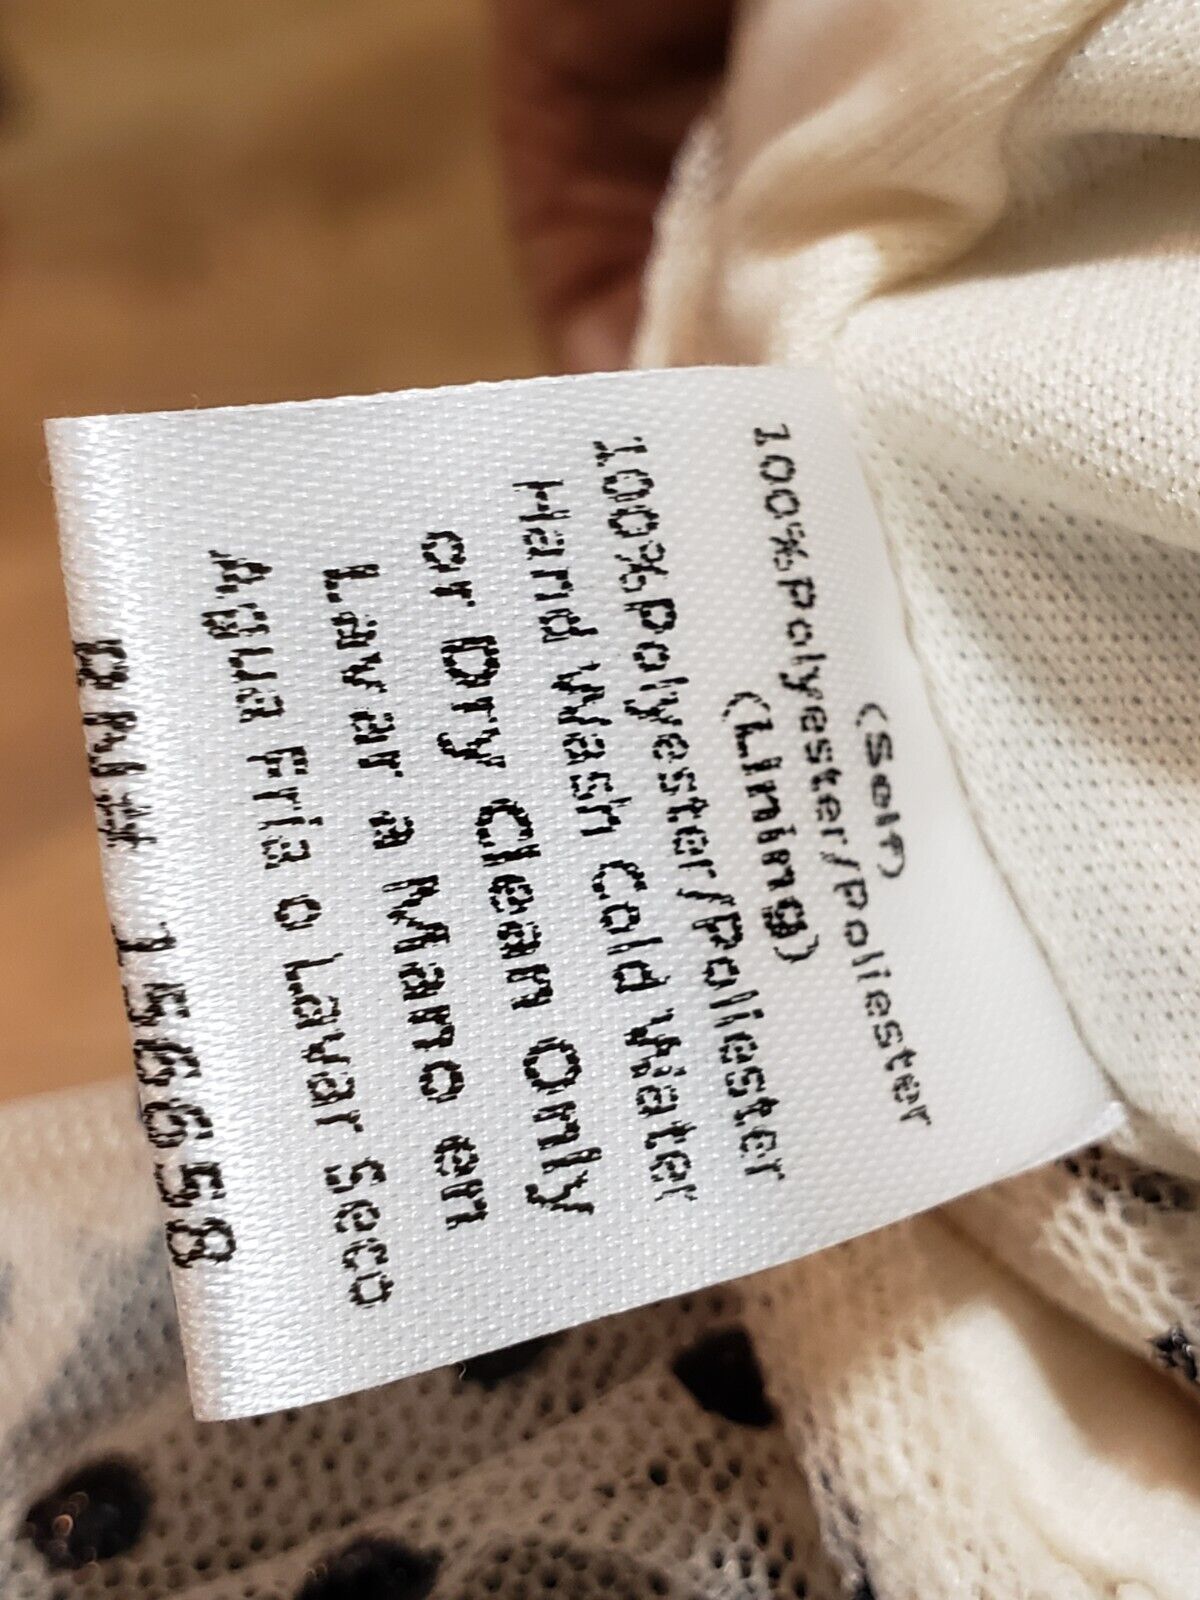 (Self)
100%Polyester/Poliester
(Lining)
100%Polyester/Poliester
Hand Wash Cold Water
or Dry Clean Only
Lavar a Mano en
Agua Fria o Lavar Seco
RN# 156658